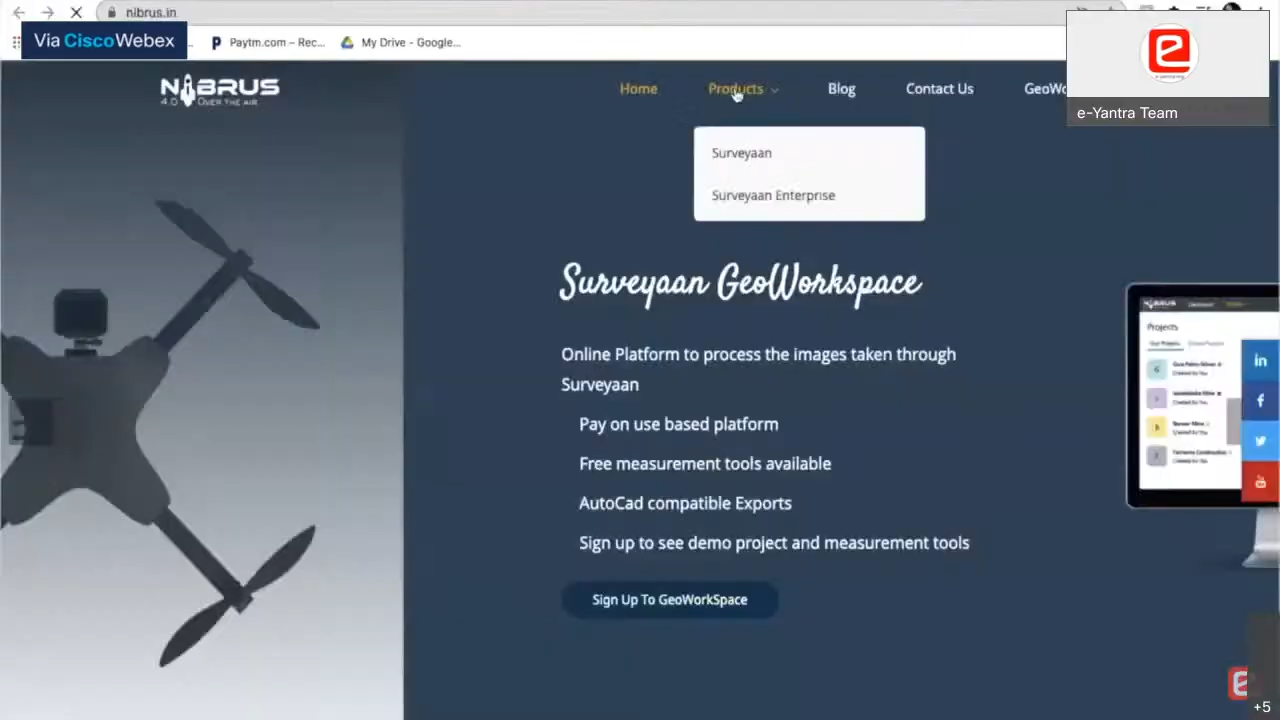 nibrus.in
Via CiscoWebex
Paytm.com – Rec...
My Drive - Google...
e-Yantra Team
NIBRUS
4.0 OVER THE AIR
Home
Products
Blog
Contact Us
GeoWo
Surveyaan
Surveyaan Enterprise
Surveyaan GeoWorkspace
Online Platform to process the images taken through
Surveyaan
Pay on use based platform
Free measurement tools available
AutoCad compatible Exports
Sign up to see demo project and measurement tools
Sign Up To GeoWorkSpace
NIBRUS
Projects
+5